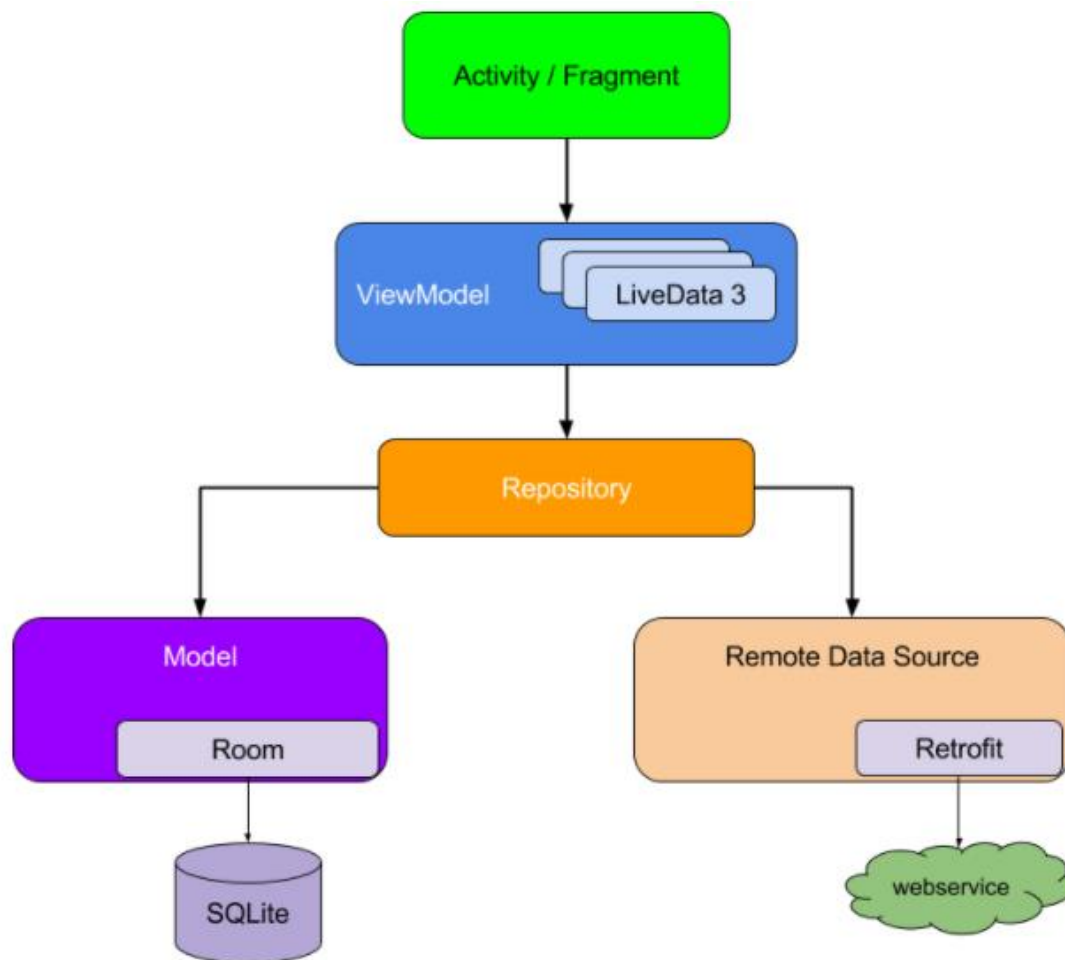 Activity / Fragment
ViewModel
LiveData 3
Repository
Model
Remote Data Source
Room
Retrofit
SQLite
webservice